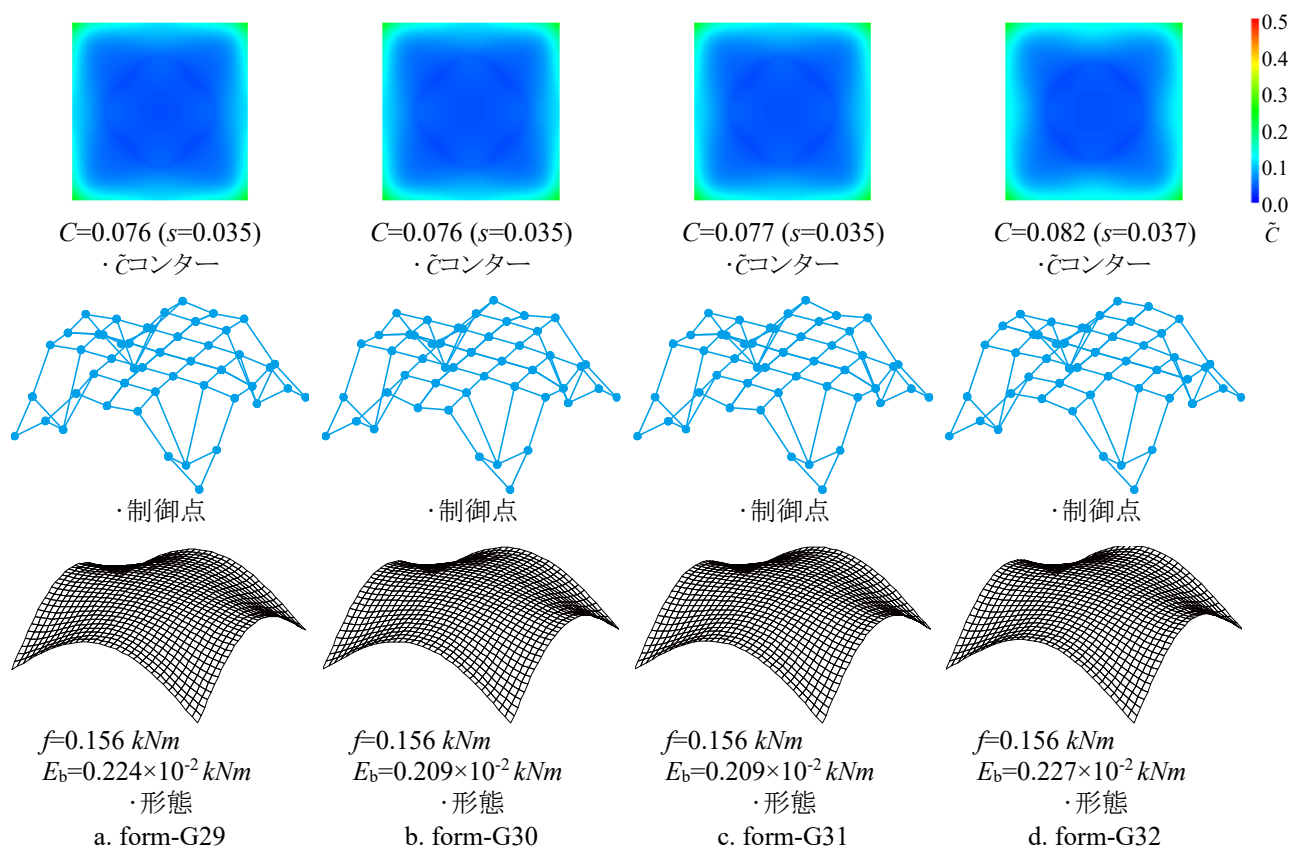 0.5
0.4
0.3
0.2
0.1
0.0
c̃
C=0.076 (s=0.035)
C=0.076 (s=0.035)
C=0.077 (s=0.035)
C=0.082 (s=0.037)
・c̃コンター
・c̃コンター
・c̃コンター
・c̃コンター
・制御点
・制御点
・制御点
・制御点
f=0.156 kNm
f=0.156 kNm
f=0.156 kNm
f=0.156 kNm
E_b=0.224×10⁻² kNm
E_b=0.209×10⁻² kNm
E_b=0.209×10⁻² kNm
E_b=0.227×10⁻² kNm
・形態
・形態
・形態
・形態
a. form-G29
b. form-G30
c. form-G31
d. form-G32